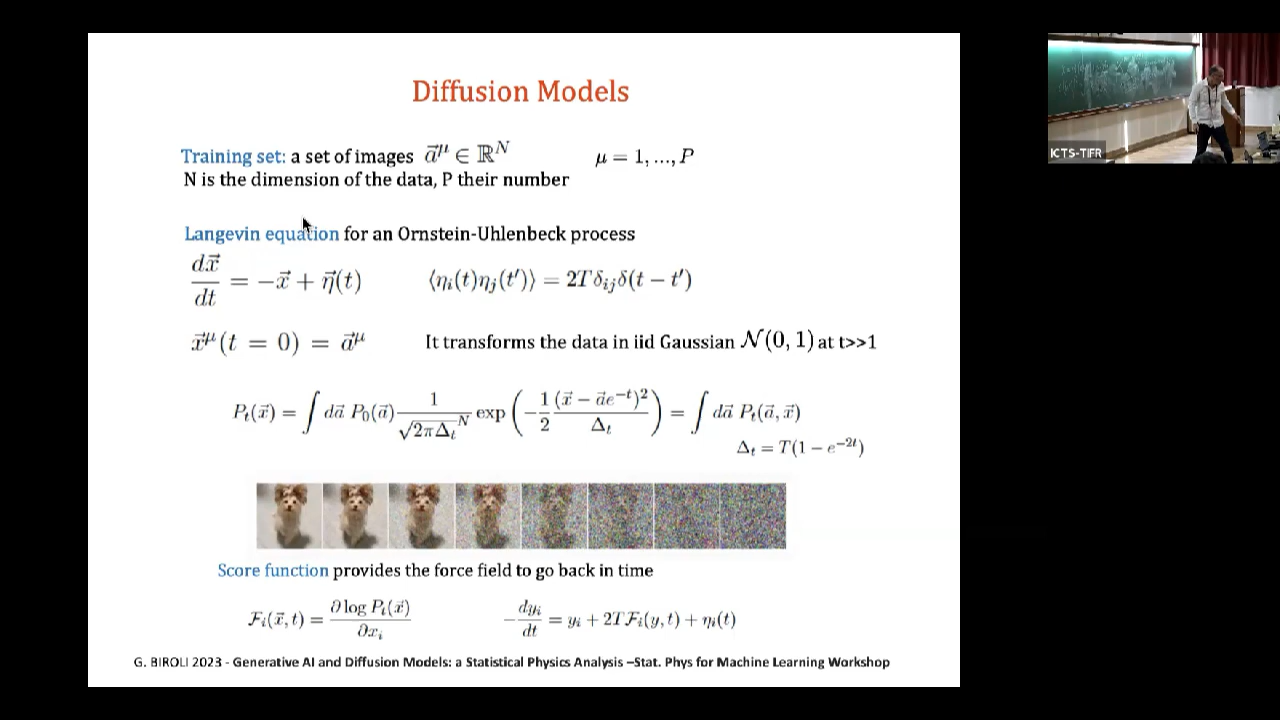 Diffusion Models
Training set: a set of images $\vec{a}^{\mu} \in \mathbb{R}^N$ $\mu = 1, ..., P$
N is the dimension of the data, P their number
Langevin equation for an Ornstein-Uhlenbeck process
$\frac{d\vec{x}}{dt} = -\vec{x} + \vec{\eta}(t)$ $\langle \eta_i(t)\eta_j(t') \rangle = 2T\delta_{ij}\delta(t - t')$
$\vec{x}^{\mu}(t = 0) = \vec{a}^{\mu}$ It transforms the data in iid Gaussian $\mathcal{N}(0,1)$ at t>>1
$P_t(\vec{x}) = \int d\vec{a}\, P_0(\vec{a}) \frac{1}{\sqrt{2\pi\Delta_t}^N} \exp\left(-\frac{1}{2}\frac{(\vec{x} - \vec{a}e^{-t})^2}{\Delta_t}\right) = \int d\vec{a}\, P_t(\vec{a}, \vec{x})$
$\Delta_t = T(1 - e^{-2t})$
Score function provides the force field to go back in time
$\mathcal{F}_i(\vec{x}, t) = \frac{\partial \log P_t(\vec{x})}{\partial x_i}$ $-\frac{dy_i}{dt} = y_i + 2T\mathcal{F}_i(y, t) + \eta_i(t)$
G. BIROLI 2023 - Generative AI and Diffusion Models: a Statistical Physics Analysis –Stat. Phys for Machine Learning Workshop
ICTS-TIFR